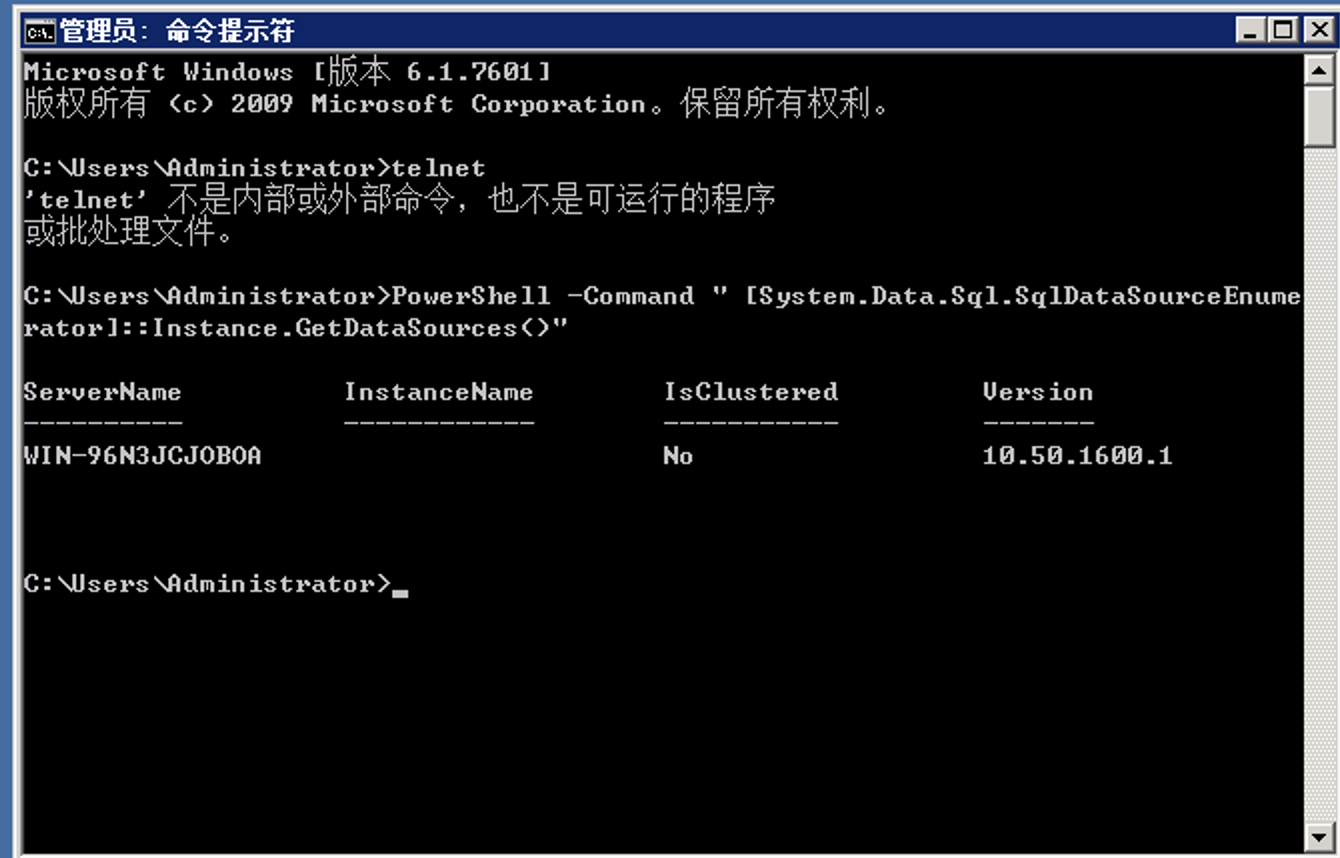 管理员: 命令提示符
Microsoft Windows [版本 6.1.7601]
版权所有 (c) 2009 Microsoft Corporation。保留所有权利。
C:\Users\Administrator>telnet
'telnet' 不是内部或外部命令，也不是可运行的程序
或批处理文件。
C:\Users\Administrator>PowerShell -Command " [System.Data.Sql.SqlDataSourceEnume
rator]::Instance.GetDataSources()"
ServerName InstanceName IsClustered Version
---------- ------------ ----------- -------
WIN-96N3JCJOBOA No 10.50.1600.1
C:\Users\Administrator>_